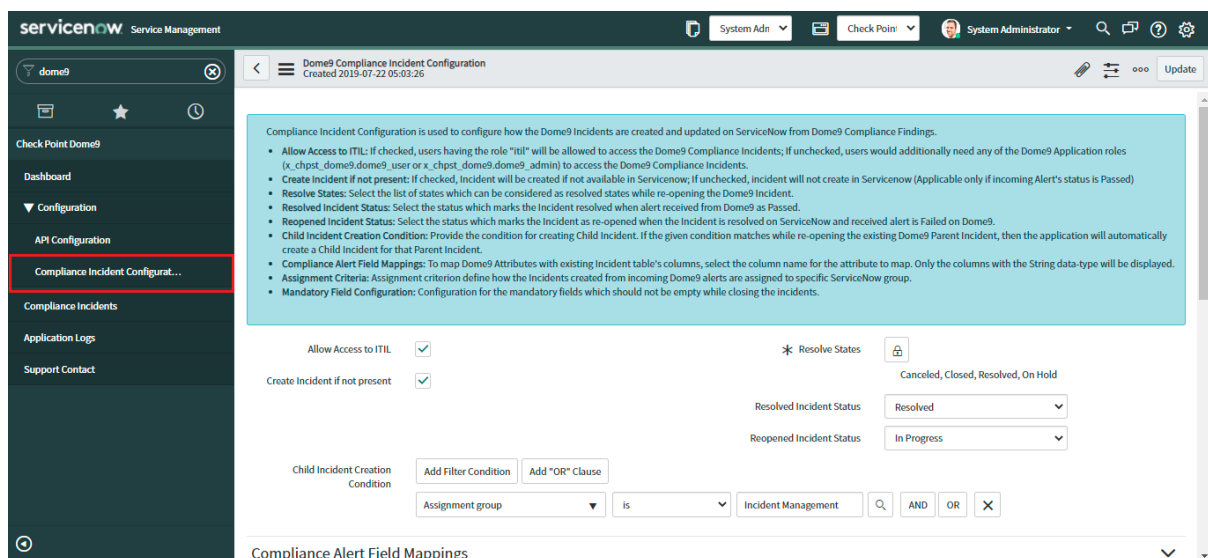 servicenow Service Management
System Adn
Check Point
System Administrator
dome9
Dome9 Compliance Incident Configuration
Created 2019-07-22 05:03:26
Update
Check Point Dome9
Dashboard
Configuration
API Configuration
Compliance Incident Configurat...
Compliance Incidents
Application Logs
Support Contact
Compliance Incident Configuration is used to configure how the Dome9 Incidents are created and updated on ServiceNow from Dome9 Compliance Findings.
• Allow Access to ITIL: If checked, users having the role "itil" will be allowed to access the Dome9 Compliance Incidents; If unchecked, users would additionally need any of the Dome9 Application roles
(x_chpst_dome9.dome9_user or x_chpst_dome9.dome9_admin) to access the Dome9 Compliance Incidents.
• Create Incident if not present: If checked, Incident will be created if not available in Servicenow; If unchecked, incident will not create in Servicenow (Applicable only if incoming Alert's status is Passed)
• Resolve States: Select the list of states which can be considered as resolved states while re-opening the Dome9 Incident.
• Resolved Incident Status: Select the status which marks the Incident resolved when alert received from Dome9 as Passed.
• Reopened Incident Status: Select the status which marks the Incident as re-opened when the Incident is resolved on ServiceNow and received alert is Failed on Dome9.
• Child Incident Creation Condition: Provide the condition for creating Child Incident. If the given condition matches while re-opening the existing Dome9 Parent Incident, then the application will automatically
create a Child Incident for that Parent Incident.
• Compliance Alert Field Mappings: To map Dome9 Attributes with existing Incident table's columns, select the column name for the attribute to map. Only the columns with the String data-type will be displayed.
• Assignment Criteria: Assignment criterion define how the Incidents created from incoming Dome9 alerts are assigned to specific ServiceNow group.
• Mandatory Field Configuration: Configuration for the mandatory fields which should not be empty while closing the incidents.
Allow Access to ITIL
Resolve States
Create Incident if not present
Canceled, Closed, Resolved, On Hold
Resolved Incident Status Resolved
Reopened Incident Status In Progress
Child Incident Creation
Condition
Add Filter Condition Add "OR" Clause
Assignment group is Incident Management AND OR
Compliance Alert Field Mappings